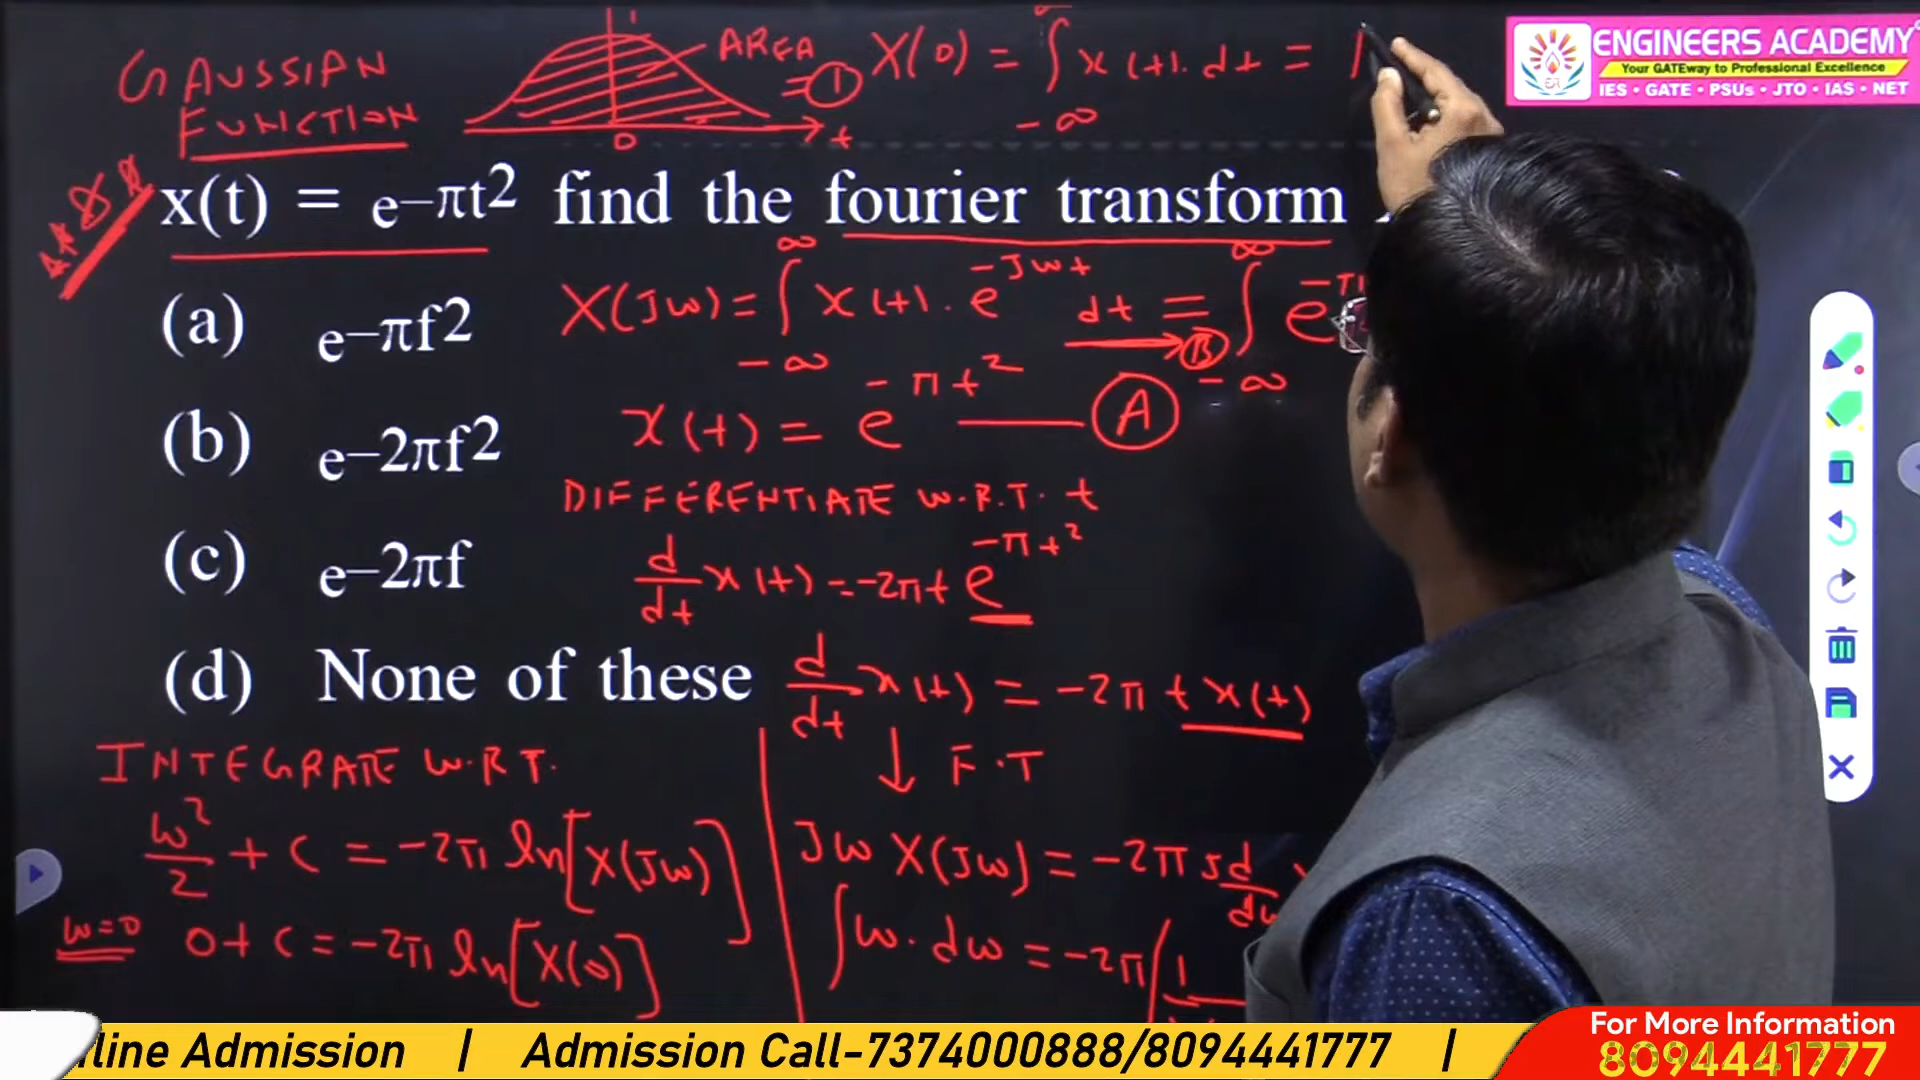 GAUSSIAN FUNCTION
1
AREA = 1
0
t
X(0) = ∫ x(t). dt =
-∞
ENGINEERS ACADEMY
Your GATEway to Professional Excellence
IES • GATE • PSUs • JTO • IAS • NET
x(t) = e−πt2 find the fourier transform
X(Jω) = ∫ x(t). e^-Jωt dt = ∫ e
∞
-∞
∞
-∞
B
(a) e−πf2
x(t) = e^-πt² —— A
(b) e−2πf2
DIFFERENTIATE W.R.T. t
(c) e−2πf
d/dt x(t) = -2πt e^-πt²
(d) None of these
d/dt x(t) = -2π t x(t)
↓ F.T
INTEGRATE W.R.T.
ω²/2 + C = -2π ln[X(Jω)]
Jω X(Jω) = -2π J d/dω
ω=0
0 + C = -2π ln[X(0)]
∫ω. dω = -2π ∫ 1
nline Admission | Admission Call-7374000888/8094441777 |
For More Information
8094441777